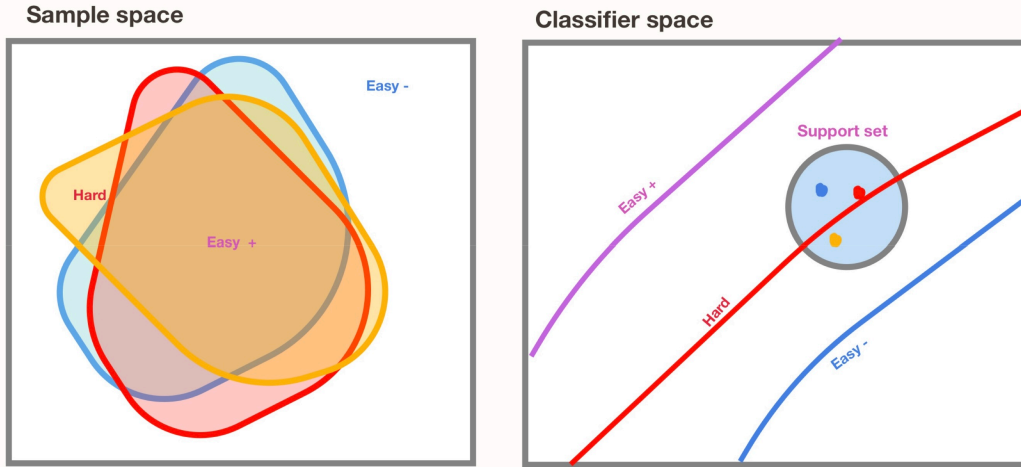 Sample space
Easy -
Hard
Easy +
Classifier space
Support set
Easy +
Hard
Easy -